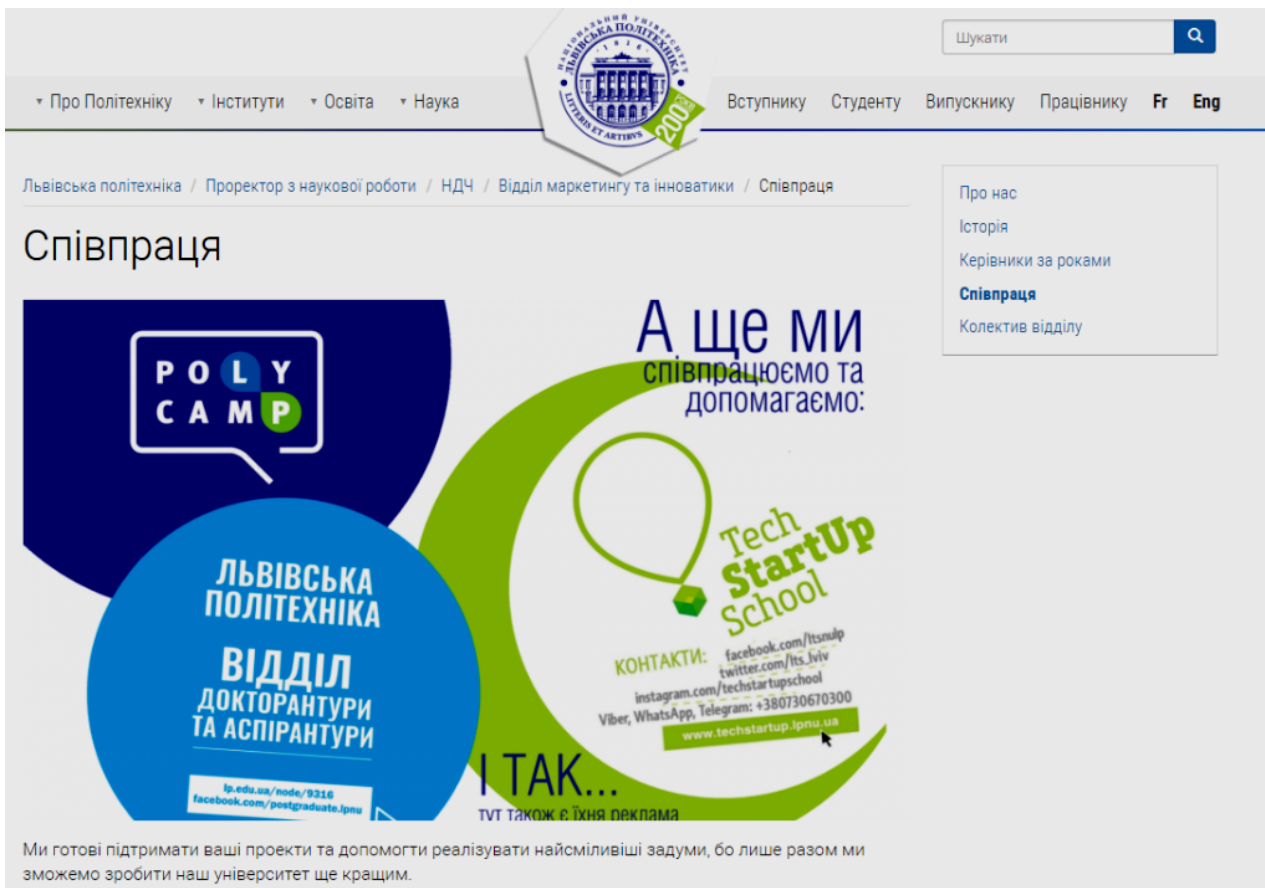 НАЦІОНАЛЬНИЙ УНІВЕРСИТЕТ
ЛЬВІВСЬКА ПОЛІТЕХНІКА
1816
LITTERIS ET ARTIBVS
200 РОКІВ
Шукати
Про Політехніку Інститути Освіта Наука
Вступнику Студенту Випускнику Працівнику Fr Eng
Львівська політехніка / Проректор з наукової роботи / НДЧ / Відділ маркетингу та інноватики / Співпраця
Співпраця
Про нас
Історія
Керівники за роками
Співпраця
Колектив відділу
POLY
CAMP
А ще ми
співпрацюємо та
допомагаємо:
Tech
StartUp
School
КОНТАКТИ:
facebook.com/ltsnulp
twitter.com/lts_lviv
instagram.com/techstartupschool
Viber, WhatsApp, Telegram: +380730670300
www.techstartup.lpnu.ua
ЛЬВІВСЬКА
ПОЛІТЕХНІКА
ВІДДІЛ
ДОКТОРАНТУРИ
ТА АСПІРАНТУРИ
lp.edu.ua/node/9316
facebook.com/postgraduate.lpnu
І ТАК...
тут також є їхня реклама
Ми готові підтримати ваші проекти та допомогти реалізувати найсміливіші задуми, бо лише разом ми
зможемо зробити наш університет ще кращим.